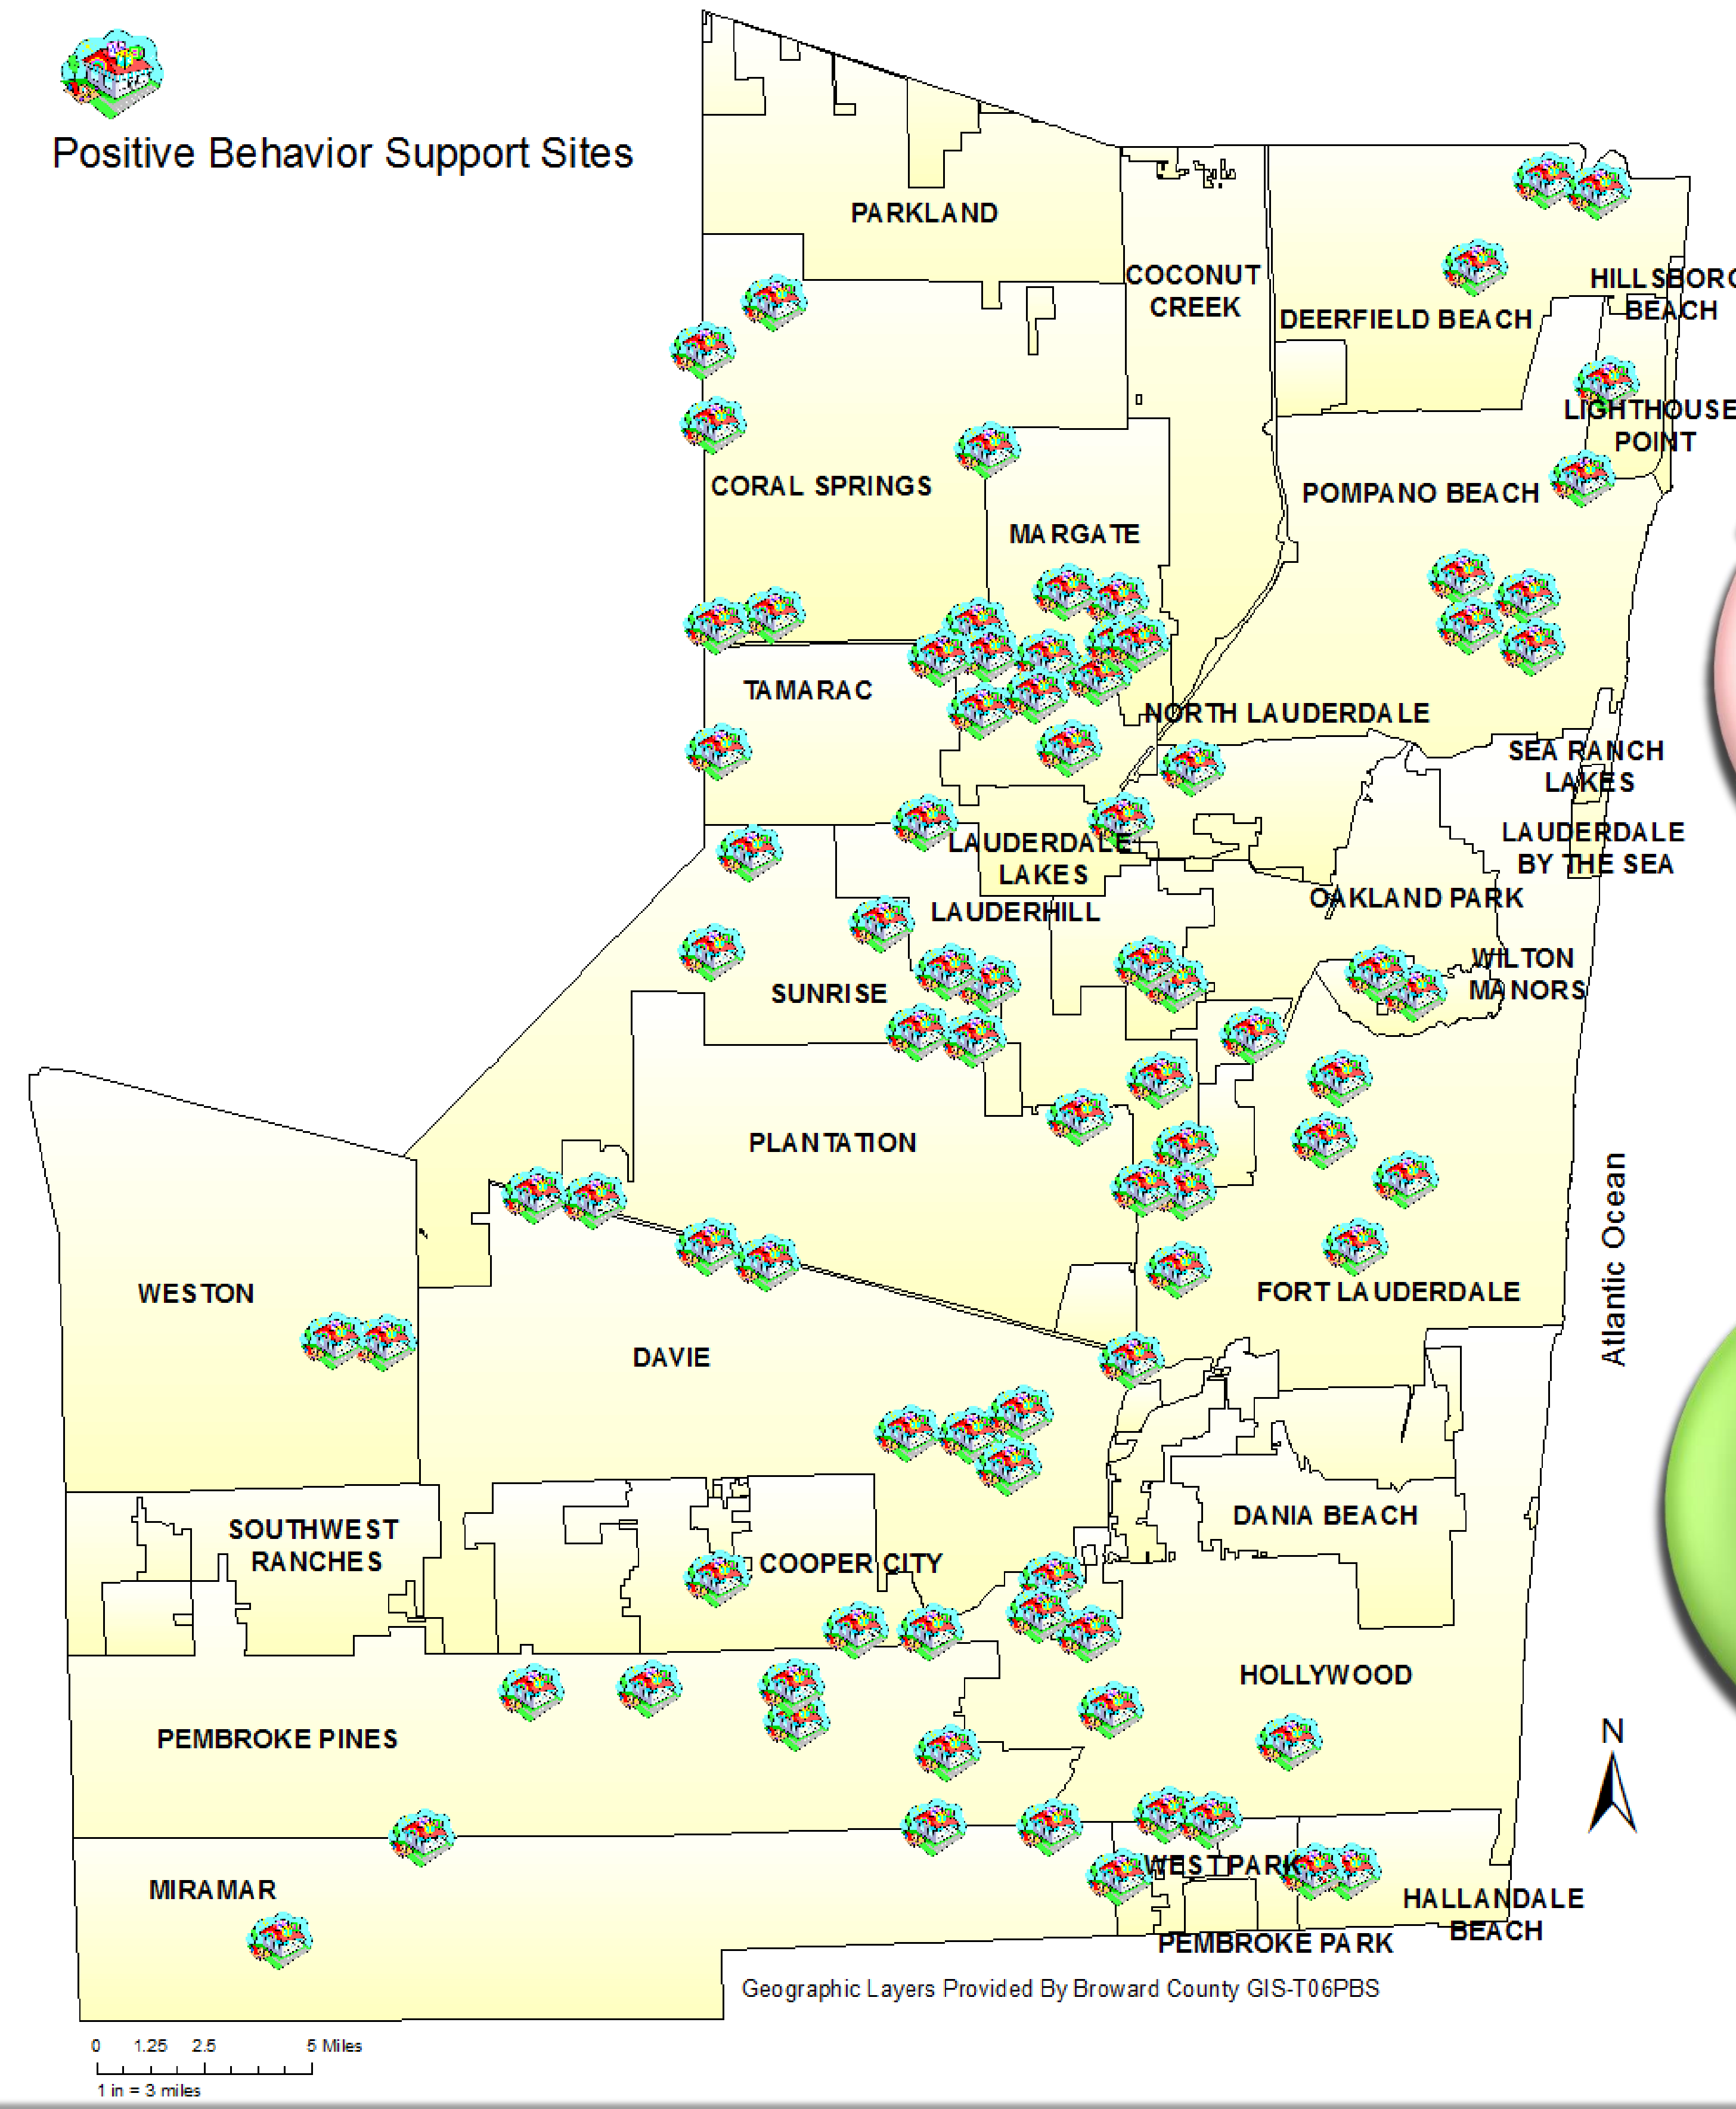 Positive Behavior Support Sites
PARKLAND
COCONUT
CREEK
HILLSBORO
BEACH
DEERFIELD BEACH
LIGHTHOUSE
POINT
CORAL SPRINGS
POMPANO BEACH
MARGATE
TAMARAC
NORTH LAUDERDALE
SEA RANCH
LAKES
LAUDERDALE
BY THE SEA
LAUDERDALE
LAKES
OAKLAND PARK
LAUDERHILL
WILTON
MANORS
SUNRISE
PLANTATION
Atlantic Ocean
WESTON
FORT LAUDERDALE
DAVIE
DANIA BEACH
SOUTHWEST
RANCHES
COOPER CITY
HOLLYWOOD
PEMBROKE PINES
N
WEST PARK
MIRAMAR
HALLANDALE
BEACH
PEMBROKE PARK
Geographic Layers Provided By Broward County GIS-T06PBS
0 1.25 2.5 5 Miles
1 in = 3 miles